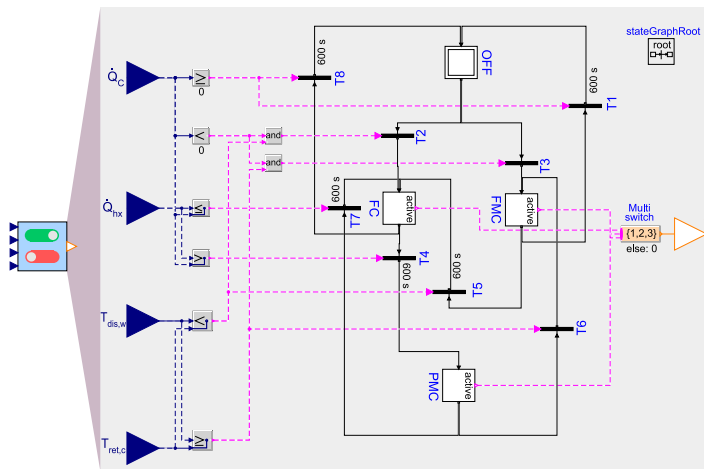 stateGraphRoot
root
OFF
600 s
T8
600 s
T1
Q̇C
≥
0
<
0
and
T2
and
T3
Q̇hx
≤
600 s
T7
FC
active
FMC
active
Multi
switch
{1,2,3}
else: 0
≥
T4
600 s
600 s
T5
Tdis,w
<
T6
PMC
active
Tret,c
≥